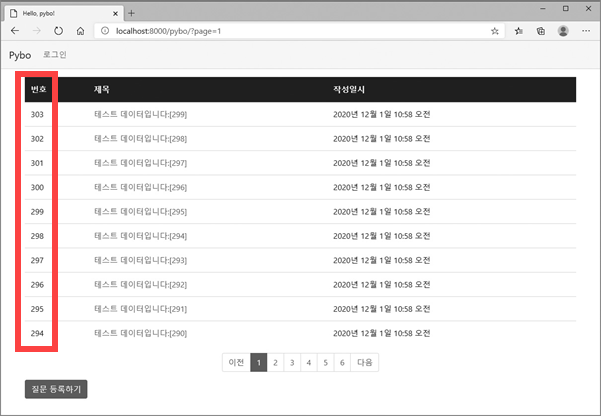 Hello, pybo!
localhost:8000/pybo/?page=1
Pybo 로그인
번호 제목 작성일시
303 테스트 데이터입니다:[299] 2020년 12월 1일 10:58 오전
302 테스트 데이터입니다:[298] 2020년 12월 1일 10:58 오전
301 테스트 데이터입니다:[297] 2020년 12월 1일 10:58 오전
300 테스트 데이터입니다:[296] 2020년 12월 1일 10:58 오전
299 테스트 데이터입니다:[295] 2020년 12월 1일 10:58 오전
298 테스트 데이터입니다:[294] 2020년 12월 1일 10:58 오전
297 테스트 데이터입니다:[293] 2020년 12월 1일 10:58 오전
296 테스트 데이터입니다:[292] 2020년 12월 1일 10:58 오전
295 테스트 데이터입니다:[291] 2020년 12월 1일 10:58 오전
294 테스트 데이터입니다:[290] 2020년 12월 1일 10:58 오전
이전 1 2 3 4 5 6 다음
질문 등록하기